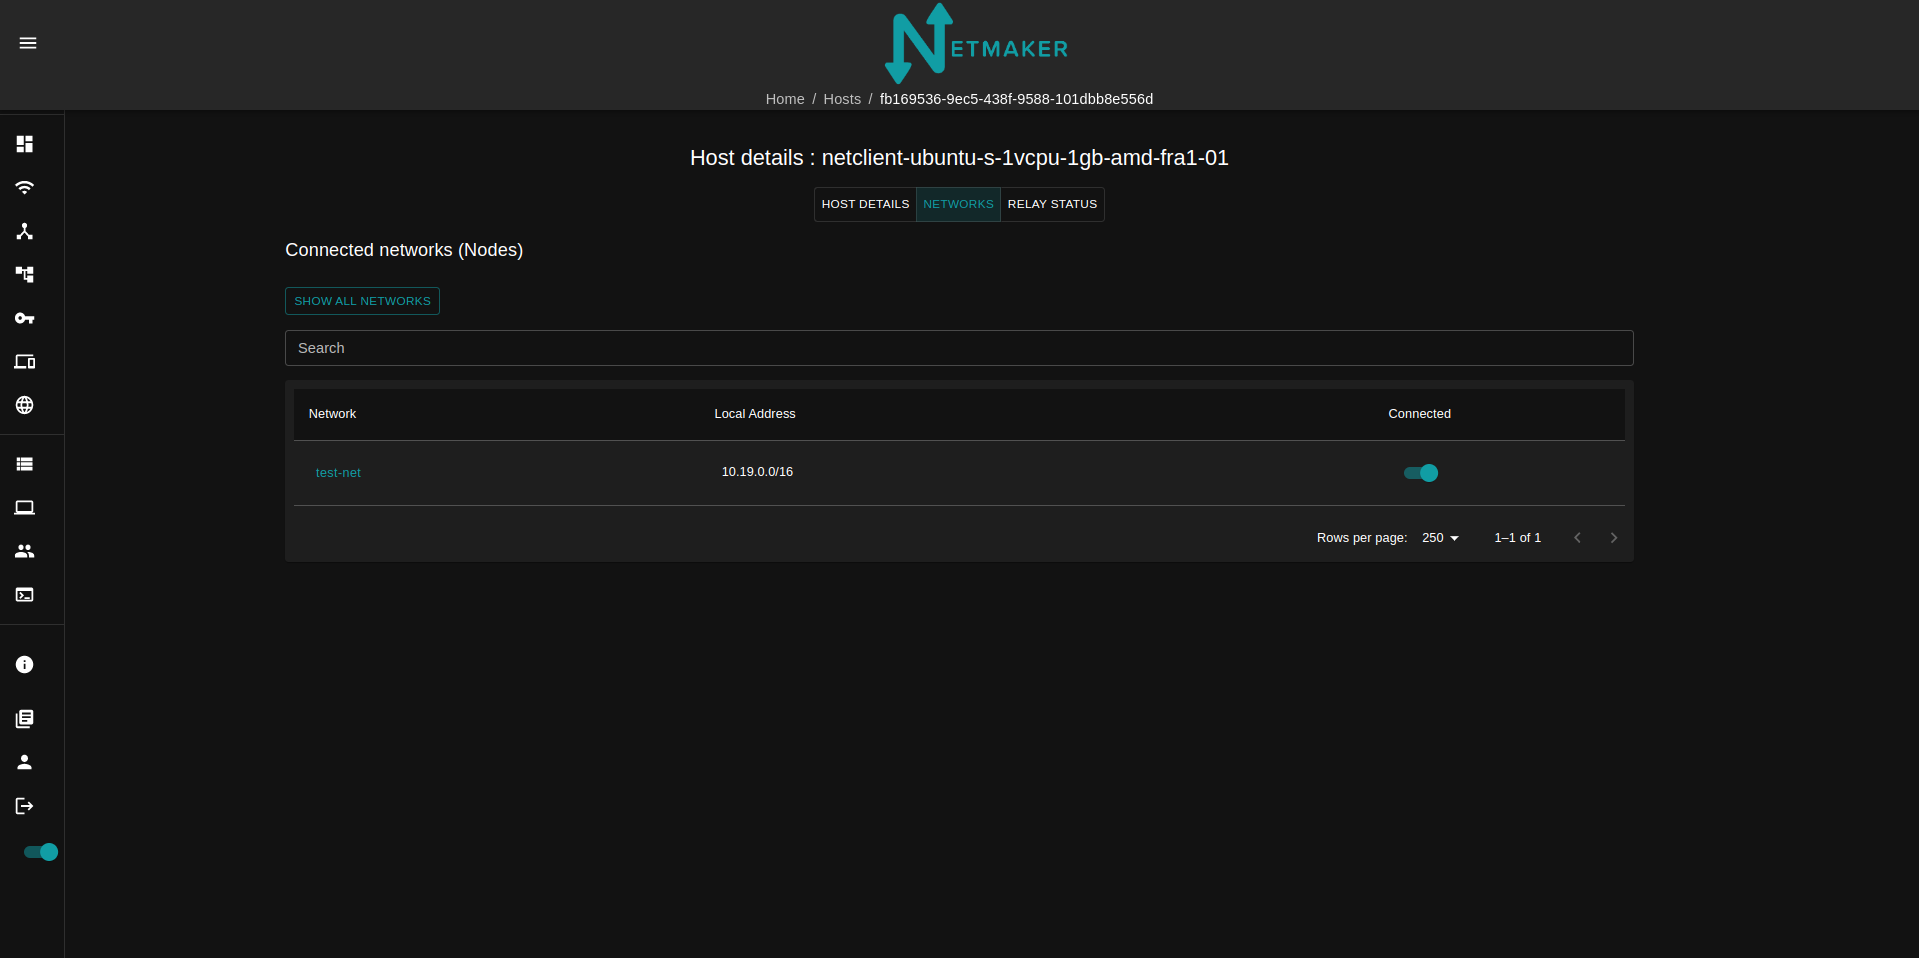 NETMAKER
Home / Hosts / fb169536-9ec5-438f-9588-101dbb8e556d
Host details : netclient-ubuntu-s-1vcpu-1gb-amd-fra1-01
HOST DETAILS NETWORKS RELAY STATUS
Connected networks (Nodes)
SHOW ALL NETWORKS
Search
Network Local Address Connected
test-net 10.19.0.0/16
Rows per page: 250 1–1 of 1